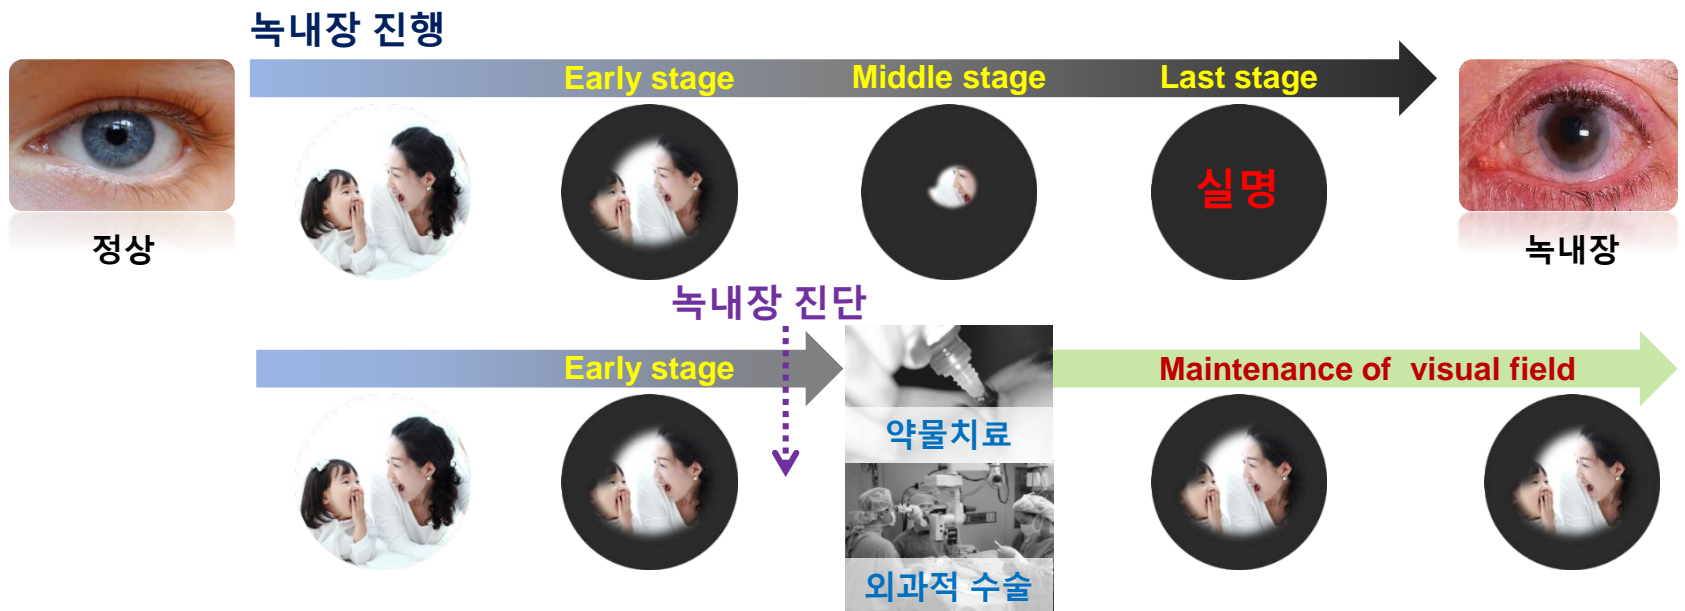 녹내장 진행
Early stage
Middle stage
Last stage
실명
정상
녹내장
녹내장 진단
Early stage
Maintenance of visual field
약물치료
외과적 수술